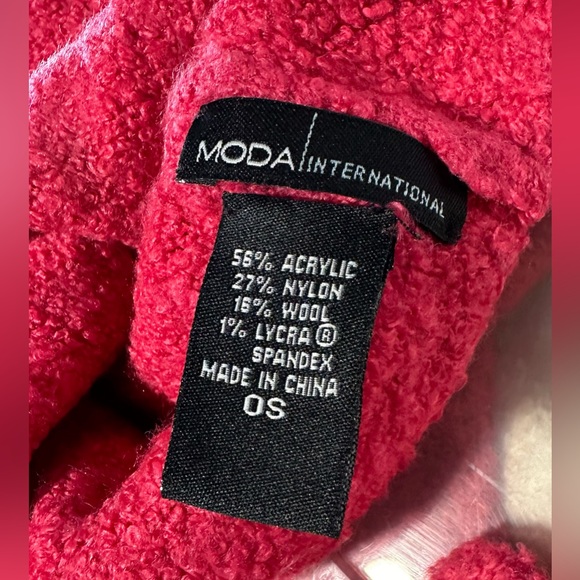 MODA INTERNATIONAL
56% ACRYLIC
27% NYLON
16% WOOL
1% LYCRA ®
SPANDEX
MADE IN CHINA
OS